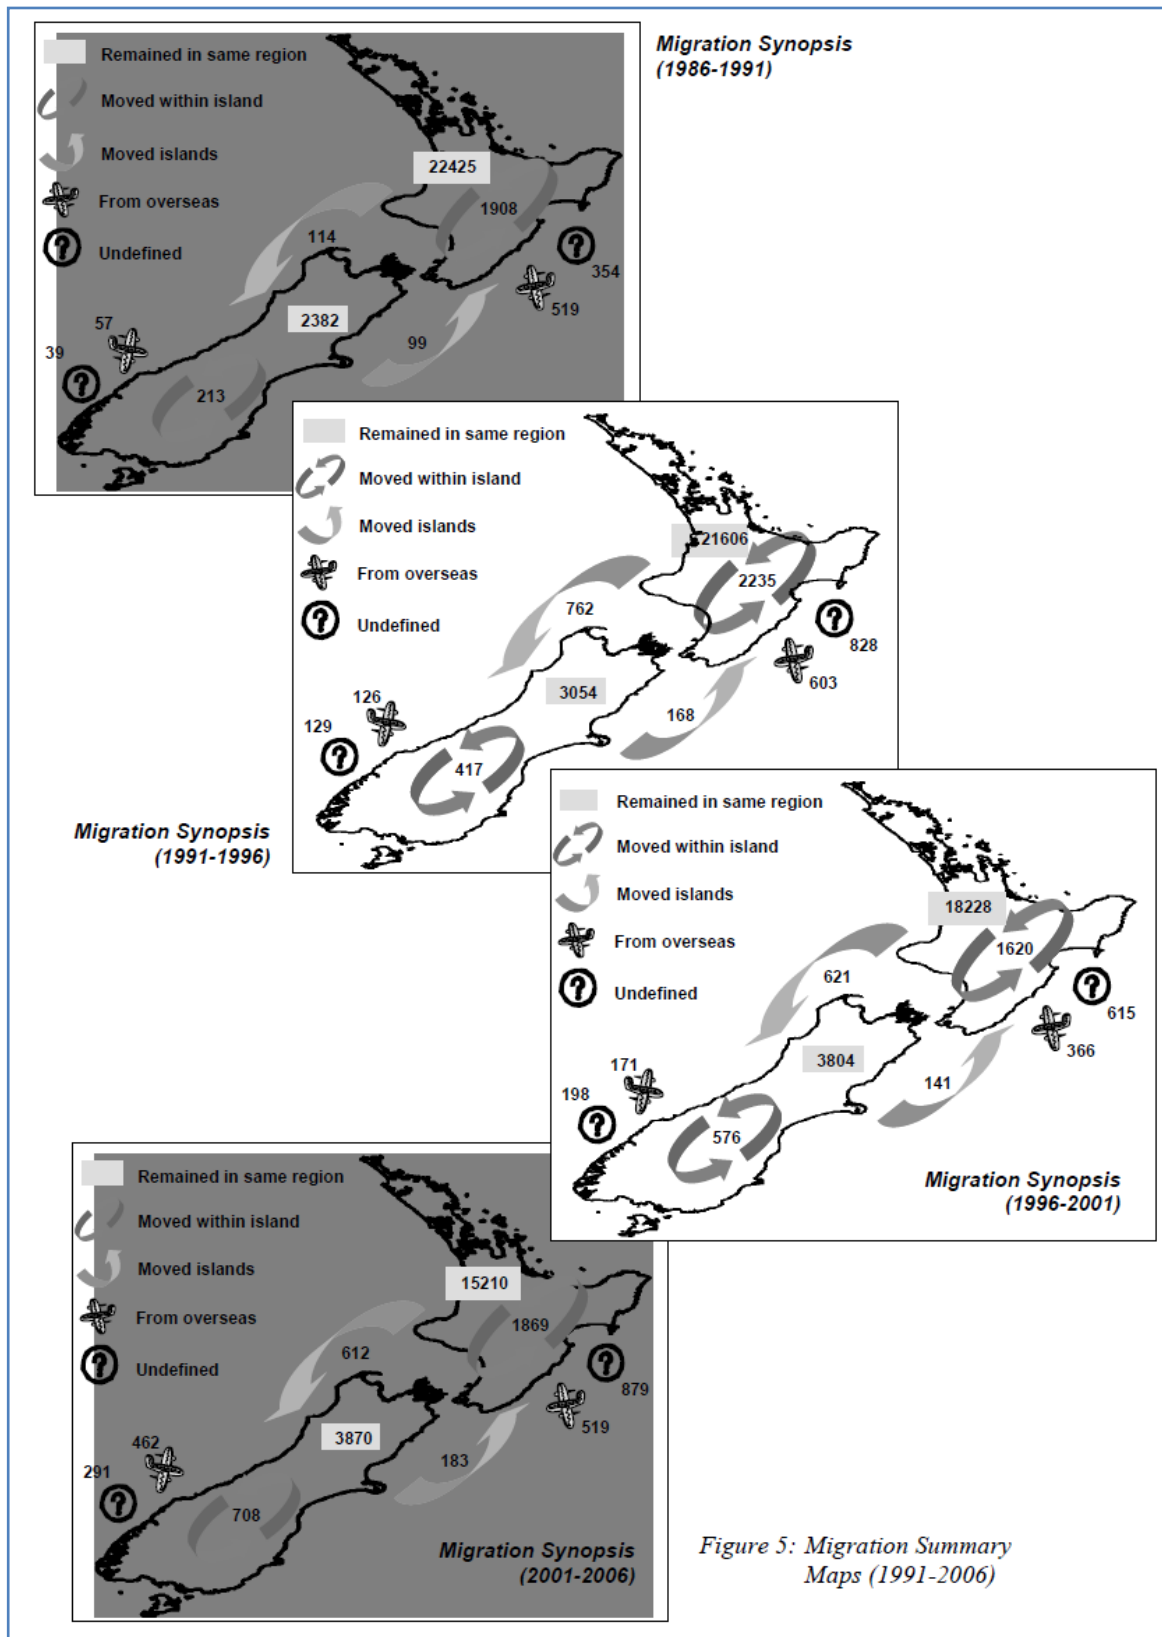 Migration Synopsis
(1986-1991)
Remained in same region
Moved within island
Moved islands
From overseas
Undefined
22425
1908
114
354
519
2382
57
99
39
213
Remained in same region
Moved within island
Moved islands
From overseas
Undefined
21606
2235
762
828
603
3054
126
168
129
417
Migration Synopsis
(1991-1996)
Remained in same region
Moved within island
Moved islands
From overseas
Undefined
18228
1620
621
615
366
3804
171
141
198
576
Migration Synopsis
(1996-2001)
Remained in same region
Moved within island
Moved islands
From overseas
Undefined
15210
1869
612
879
519
3870
462
183
291
708
Migration Synopsis
(2001-2006)
Figure 5: Migration Summary
Maps (1991-2006)